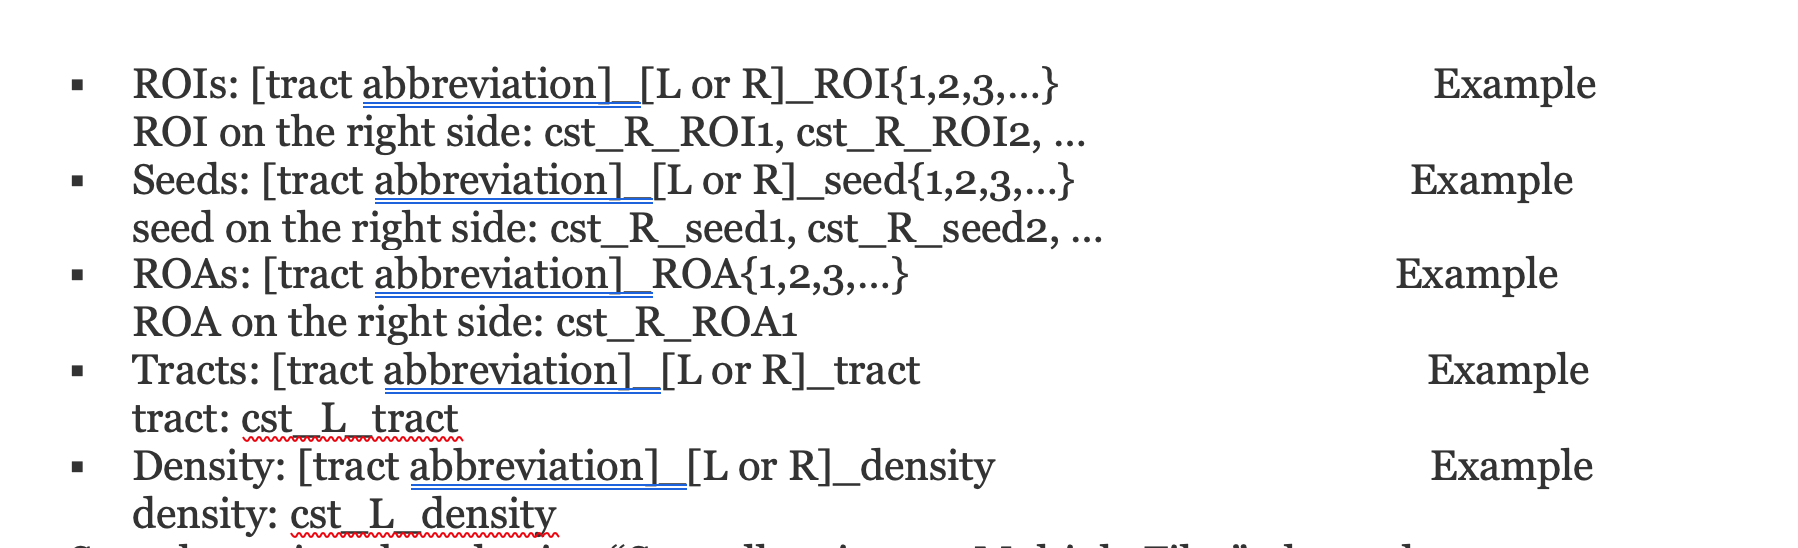 ▪ ROIs: [tract abbreviation]_[L or R]_ROI{1,2,3,...} Example
ROI on the right side: cst_R_ROI1, cst_R_ROI2, ...
▪ Seeds: [tract abbreviation]_[L or R]_seed{1,2,3,...} Example
seed on the right side: cst_R_seed1, cst_R_seed2, ...
▪ ROAs: [tract abbreviation]_ROA{1,2,3,...} Example
ROA on the right side: cst_R_ROA1
▪ Tracts: [tract abbreviation]_[L or R]_tract Example
tract: cst_L_tract
▪ Density: [tract abbreviation]_[L or R]_density Example
density: cst_L_density